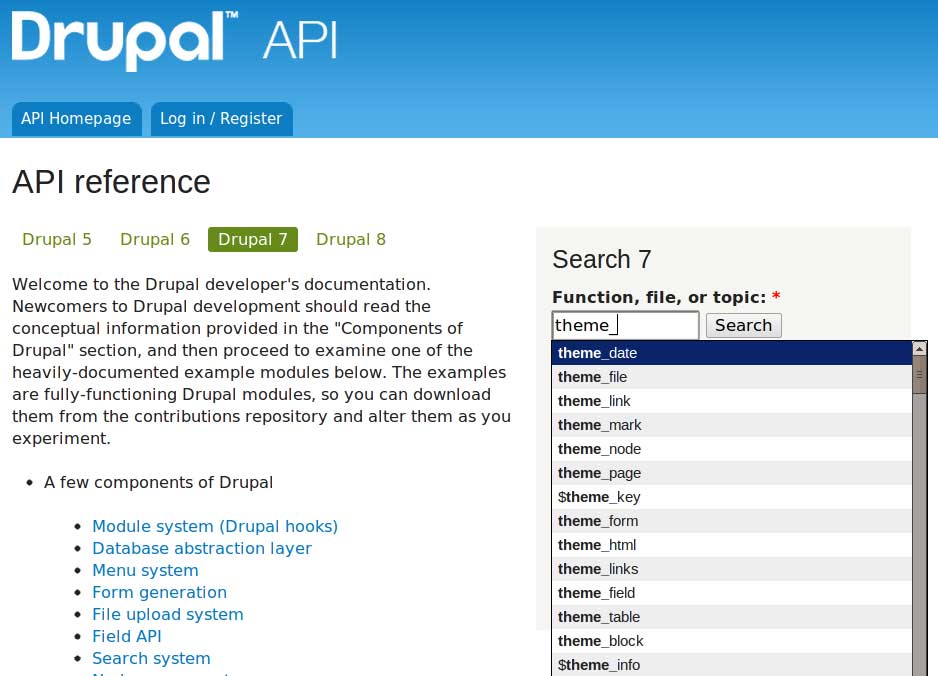 Drupal™ API
API Homepage
Log in / Register
API reference
Drupal 5
Drupal 6
Drupal 7
Drupal 8
Welcome to the Drupal developer's documentation.
Newcomers to Drupal development should read the
conceptual information provided in the "Components of
Drupal" section, and then proceed to examine one of the
heavily-documented example modules below. The examples
are fully-functioning Drupal modules, so you can download
them from the contributions repository and alter them as you
experiment.
• A few components of Drupal
• Module system (Drupal hooks)
• Database abstraction layer
• Menu system
• Form generation
• File upload system
• Field API
• Search system
Search 7
Function, file, or topic: *
theme_
Search
theme_date
theme_file
theme_link
theme_mark
theme_node
theme_page
$theme_key
theme_form
theme_html
theme_links
theme_field
theme_table
theme_block
$theme_info